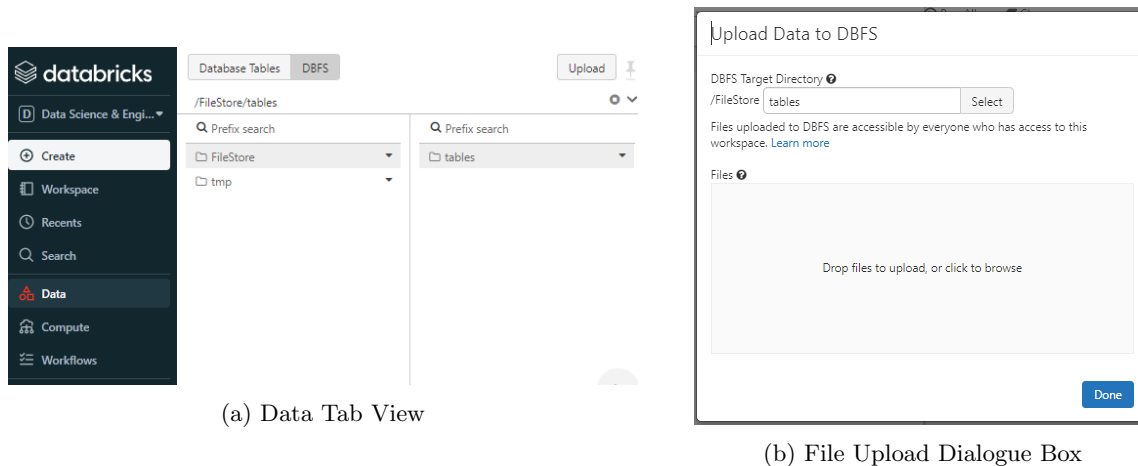 databricks
D Data Science & Engi...
Create
Workspace
Recents
Search
Data
Compute
Workflows
Database Tables DBFS Upload
/FileStore/tables
Prefix search Prefix search
FileStore tables
tmp
(a) Data Tab View
Upload Data to DBFS
DBFS Target Directory
/FileStore tables Select
Files uploaded to DBFS are accessible by everyone who has access to this
workspace. Learn more
Files
Drop files to upload, or click to browse
Done
(b) File Upload Dialogue Box